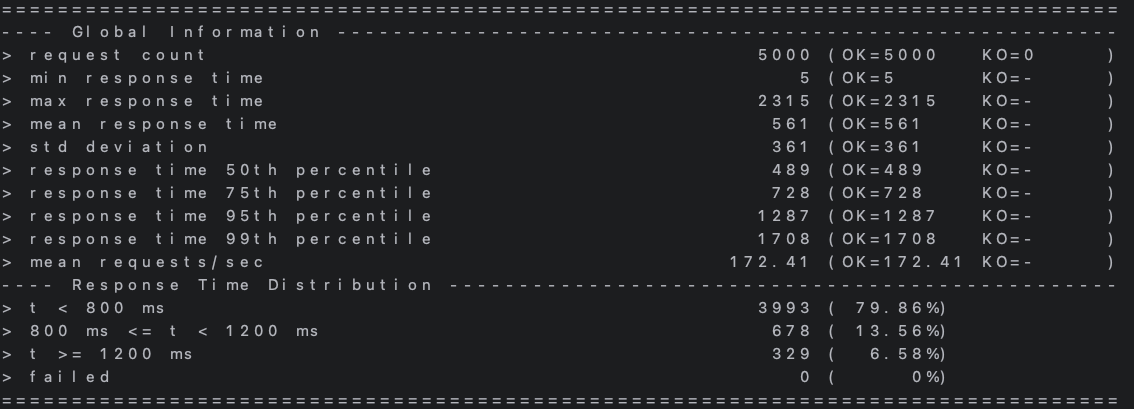 ================================================================================
---- Global Information --------------------------------------------------------
> request count                                       5000 (OK=5000   KO=0     )
> min response time                                      5 (OK=5      KO=-     )
> max response time                                   2315 (OK=2315   KO=-     )
> mean response time                                   561 (OK=561    KO=-     )
> std deviation                                        361 (OK=361    KO=-     )
> response time 50th percentile                        489 (OK=489    KO=-     )
> response time 75th percentile                        728 (OK=728    KO=-     )
> response time 95th percentile                       1287 (OK=1287   KO=-     )
> response time 99th percentile                       1708 (OK=1708   KO=-     )
> mean requests/sec                                 172.41 (OK=172.41 KO=-     )
---- Response Time Distribution ------------------------------------------------
> t < 800 ms                                          3993 ( 79.86%)
> 800 ms <= t < 1200 ms                                678 ( 13.56%)
> t >= 1200 ms                                         329 (  6.58%)
> failed                                                 0 (     0%)
================================================================================